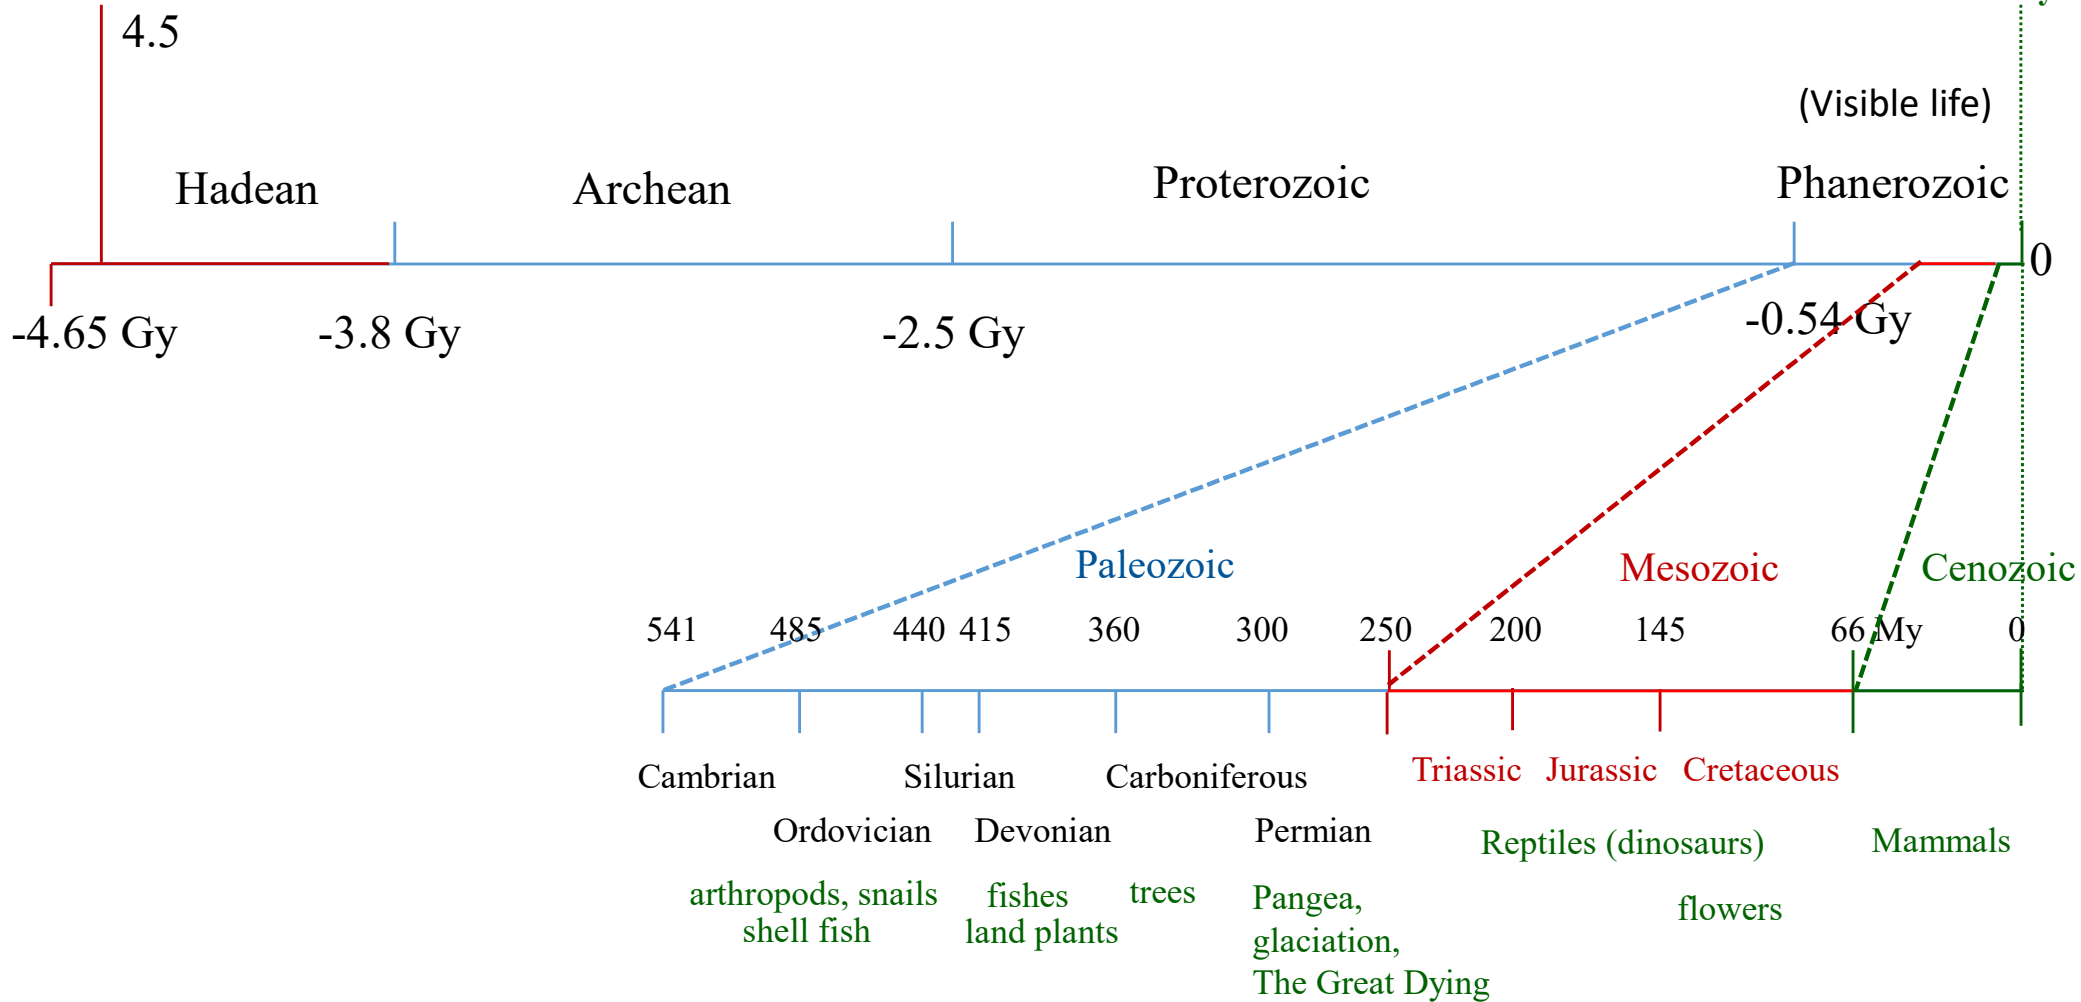 4.5
(Visible life)
Hadean
Archean
Proterozoic
Phanerozoic
0
-4.65 Gy
-3.8 Gy
-2.5 Gy
-0.54 Gy
Paleozoic
Mesozoic
Cenozoic
541
485
440
415
360
300
250
200
145
66 My
0
Cambrian
Silurian
Carboniferous
Triassic
Jurassic
Cretaceous
Ordovician
Devonian
Permian
Reptiles (dinosaurs)
Mammals
arthropods, snails
shell fish
fishes
land plants
trees
Pangea,
glaciation,
The Great Dying
flowers